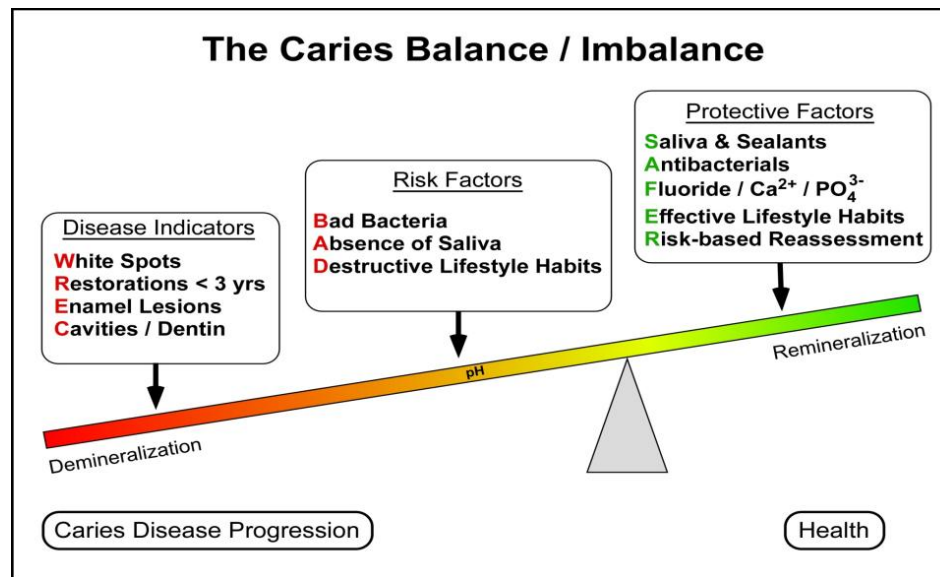 The Caries Balance / Imbalance
Disease Indicators
White Spots
Restorations < 3 yrs
Enamel Lesions
Cavities / Dentin
Risk Factors
Bad Bacteria
Absence of Saliva
Destructive Lifestyle Habits
Protective Factors
Saliva & Sealants
Antibacterials
Fluoride / Ca²⁺ / PO₄³⁻
Effective Lifestyle Habits
Risk-based Reassessment
pH
Demineralization
Remineralization
Caries Disease Progression
Health